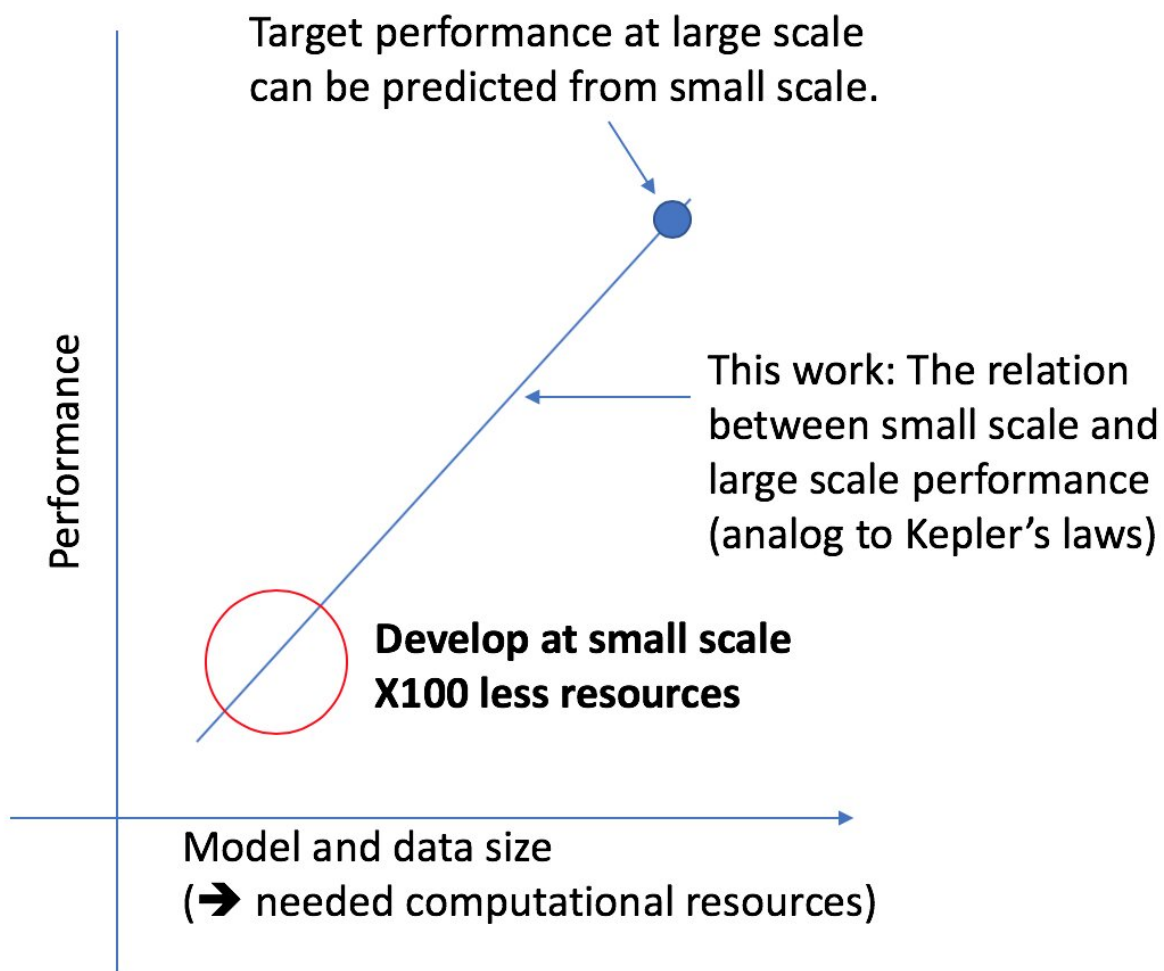 Target performance at large scale
can be predicted from small scale.
Performance
This work: The relation
between small scale and
large scale performance
(analog to Kepler’s laws)
Develop at small scale
X100 less resources
Model and data size
(➔ needed computational resources)